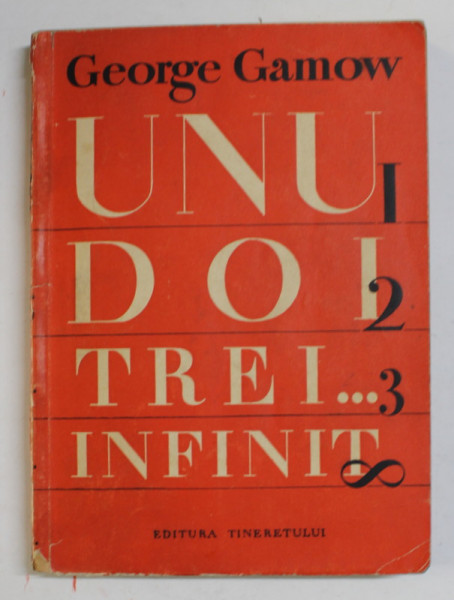 George Gamow
UNU 1
DOI 2
TREI... 3
INFINIT ∞
EDITURA TINERETULUI